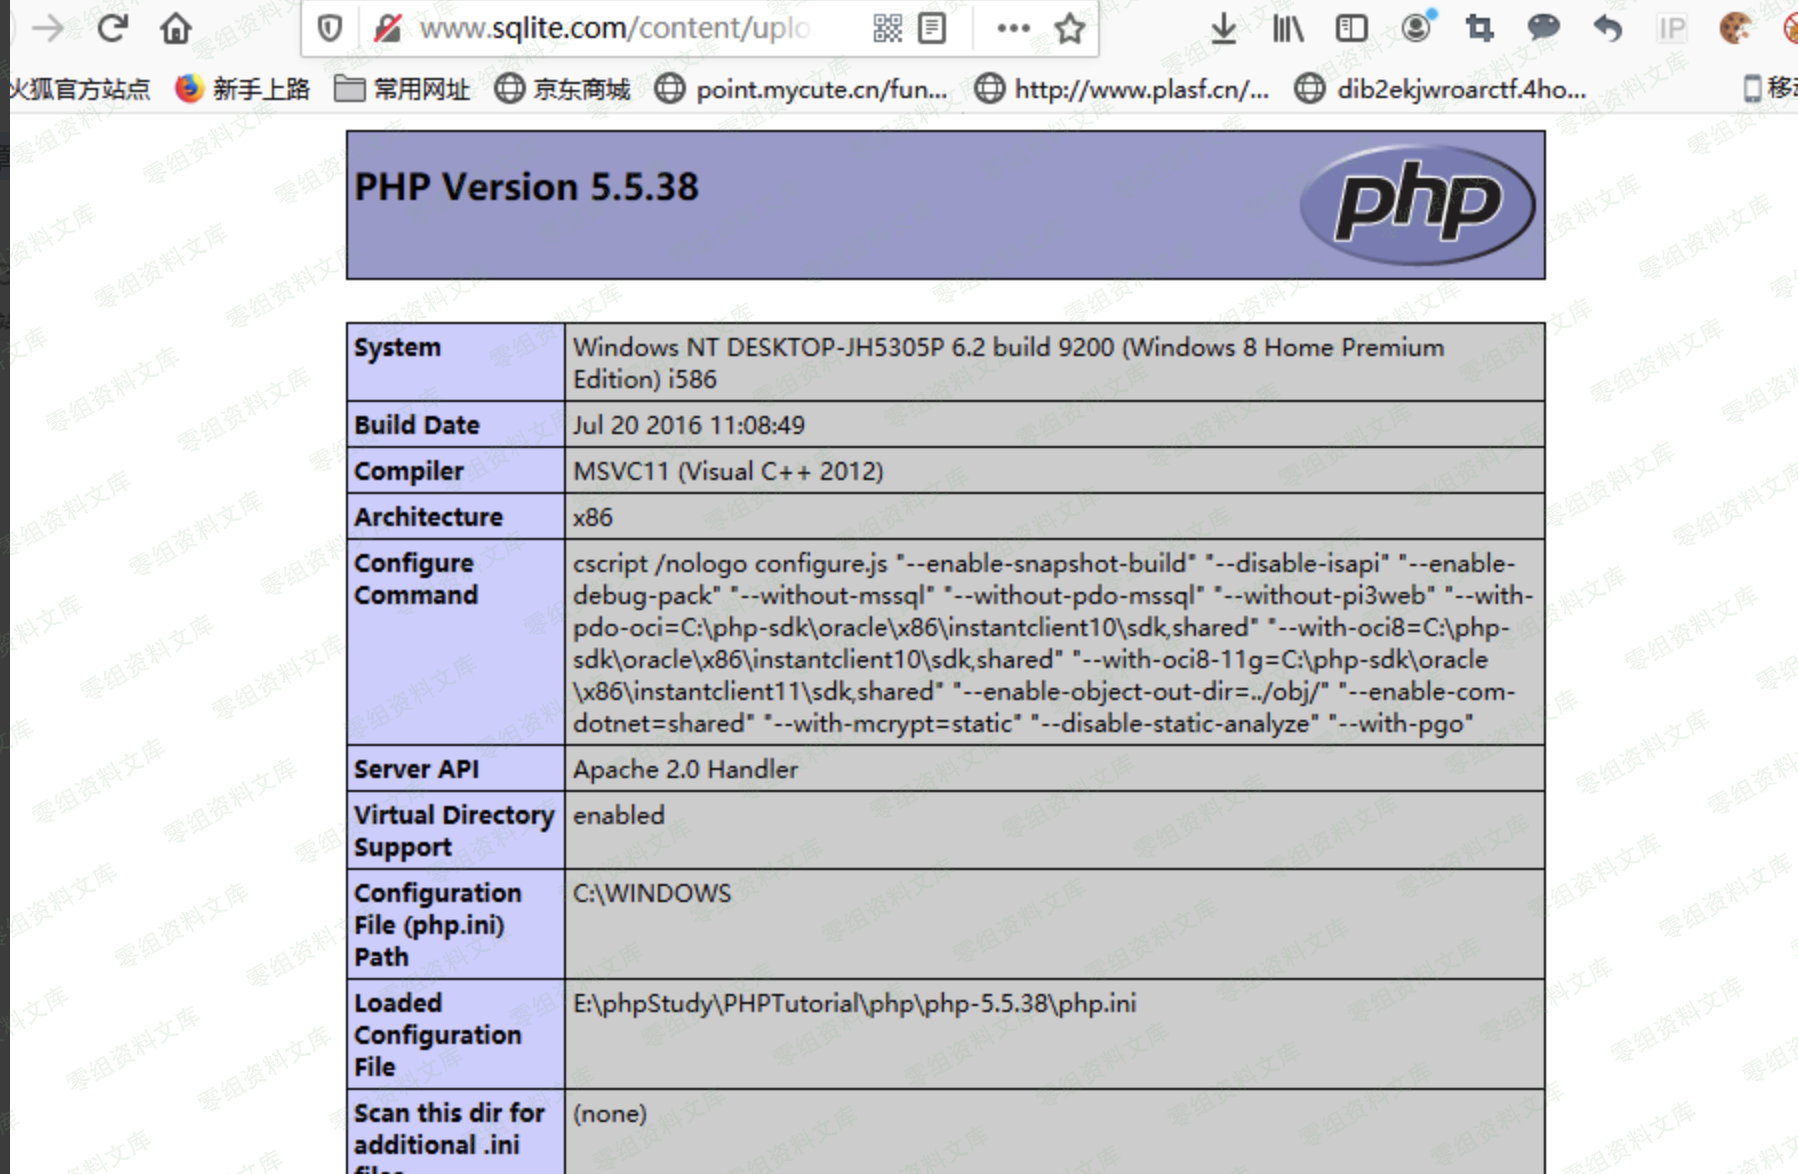 www.sqlite.com/content/uplo
IP
火狐官方站点 新手上路 常用网址 京东商城 point.mycute.cn/fun... http://www.plasf.cn/... dib2ekjwroarctf.4ho... 移动
PHP Version 5.5.38
php
System
Windows NT DESKTOP-JH5305P 6.2 build 9200 (Windows 8 Home Premium
Edition) i586
Build Date
Jul 20 2016 11:08:49
Compiler
MSVC11 (Visual C++ 2012)
Architecture
x86
Configure
Command
cscript /nologo configure.js "--enable-snapshot-build" "--disable-isapi" "--enable-
debug-pack" "--without-mssql" "--without-pdo-mssql" "--without-pi3web" "--with-
pdo-oci=C:\php-sdk\oracle\x86\instantclient10\sdk,shared" "--with-oci8=C:\php-
sdk\oracle\x86\instantclient10\sdk,shared" "--with-oci8-11g=C:\php-sdk\oracle
\x86\instantclient11\sdk,shared" "--enable-object-out-dir=../obj/" "--enable-com-
dotnet=shared" "--with-mcrypt=static" "--disable-static-analyze" "--with-pgo"
Server API
Apache 2.0 Handler
Virtual Directory
Support
enabled
Configuration
File (php.ini)
Path
C:\WINDOWS
Loaded
Configuration
File
E:\phpStudy\PHPTutorial\php\php-5.5.38\php.ini
Scan this dir for
additional .ini
files
(none)
零组资料文库